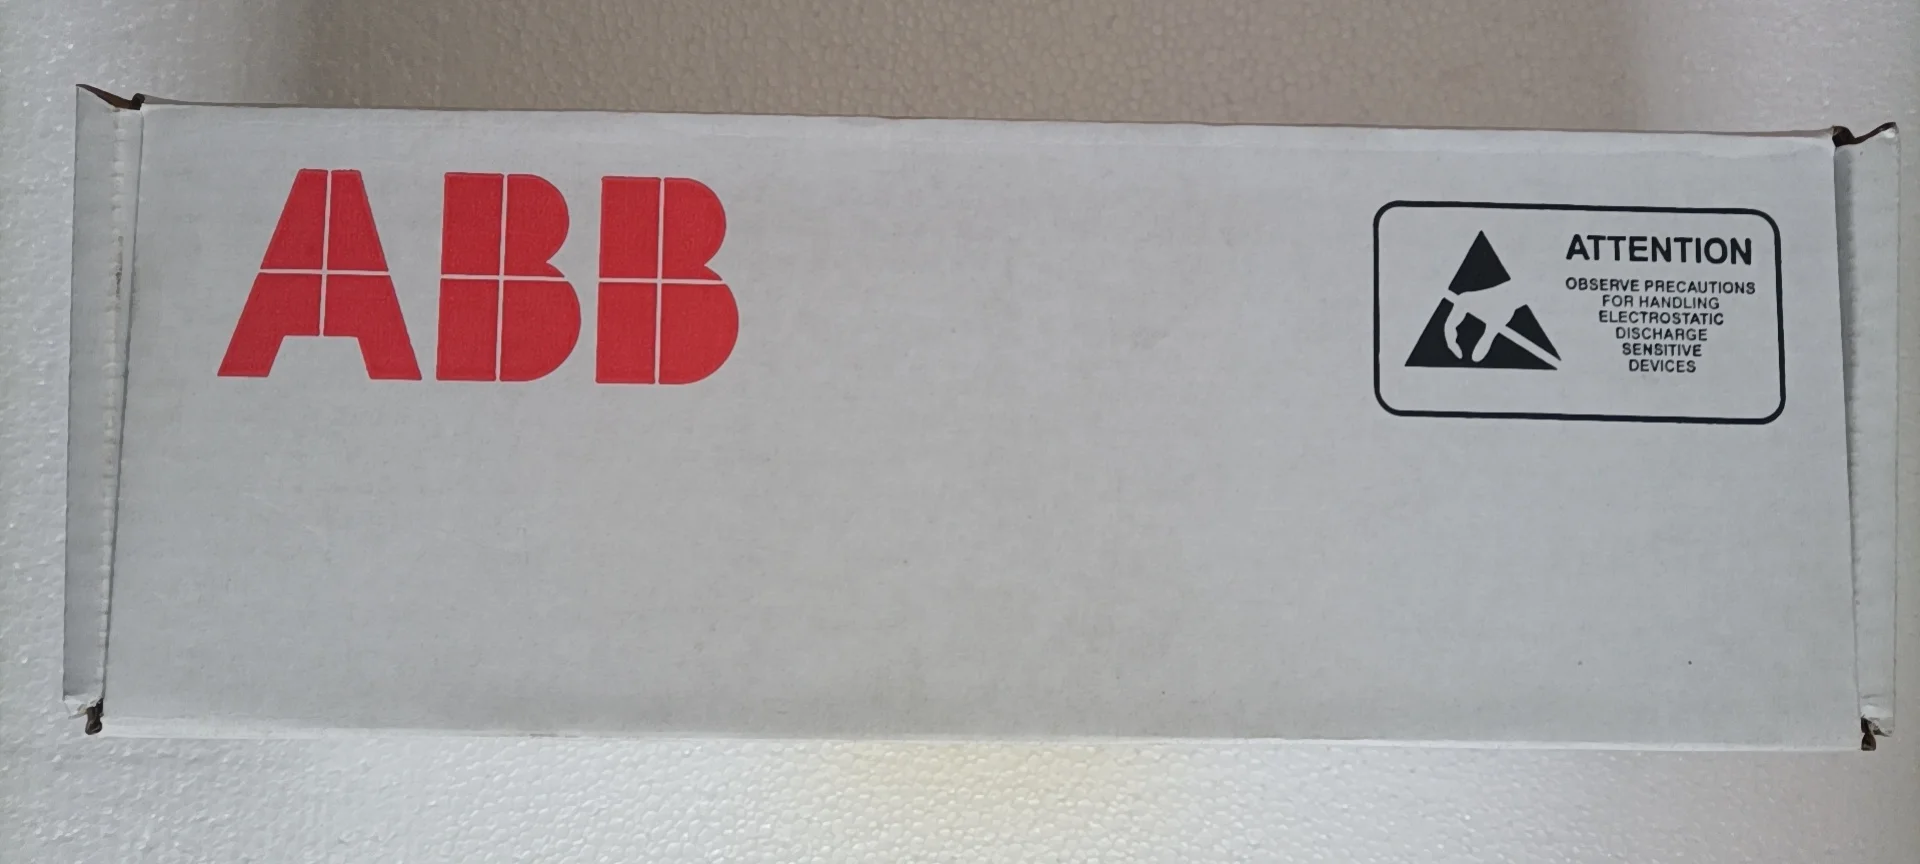 ABB
ATTENTION
OBSERVE PRECAUTIONS
FOR HANDLING
ELECTROSTATIC
DISCHARGE
SENSITIVE
DEVICES